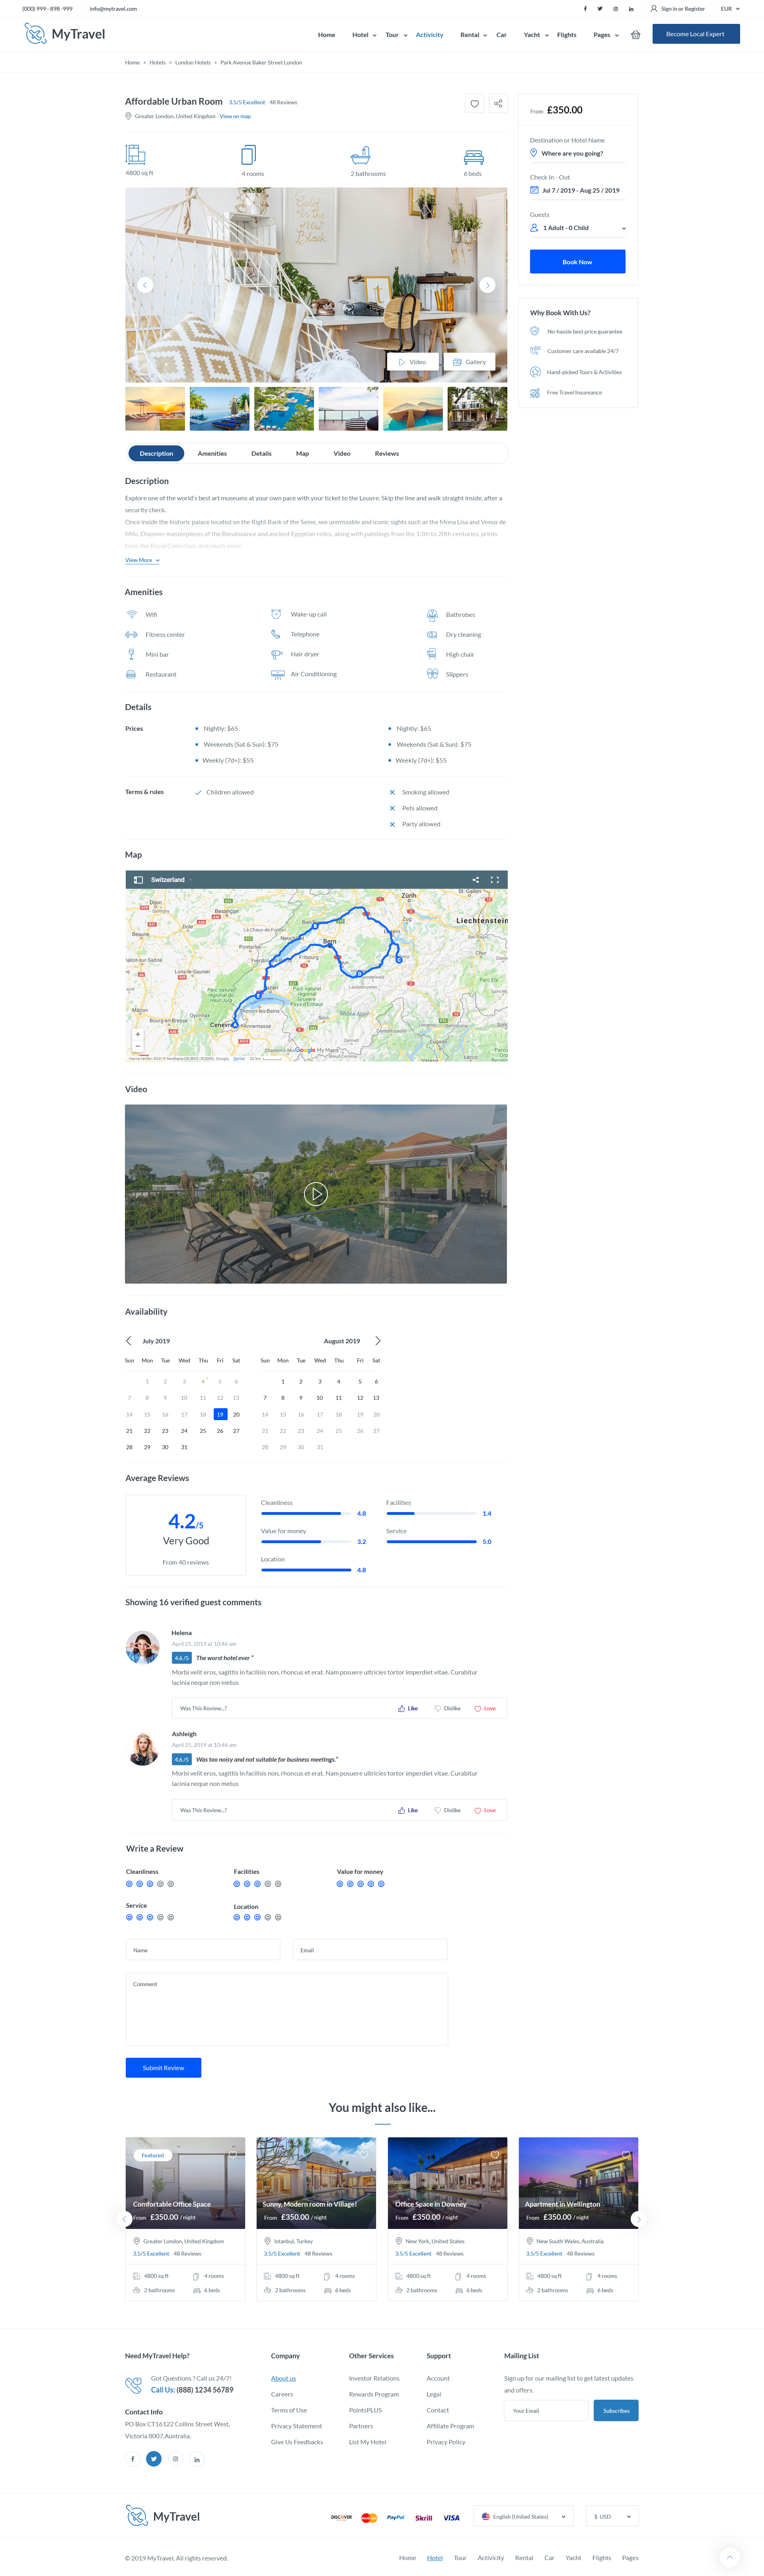 (000) 999 - 898 -999
info@mytravel.com
Sign in or Register
EUR
MyTravel
Home
Hotel
Tour
Activicity
Rental
Car
Yacht
Flights
Pages
Become Local Expert
Home > Hotels > London Hotels > Park Avenue Baker Street London
Affordable Urban Room 3.5/5 Excellent 48 Reviews
Greater London, United Kingdom - View on map
4800 sq ft
4 rooms
2 bathrooms
6 beds
Video
Gallery
From £350.00
Destination or Hotel Name
Where are you going?
Check In - Out
Jul 7 / 2019 - Aug 25 / 2019
Guests
1 Adult - 0 Child
Book Now
Why Book With Us?
No-hassle best price guarantee
Customer care available 24/7
Hand-picked Tours & Activities
Free Travel Insureance
Description
Amenities
Details
Map
Video
Reviews
Description
Explore one of the world's best art museums at your own pace with your ticket to the Louvre. Skip the line and walk straight inside, after a
security check.
Once inside the historic palace located on the Right Bank of the Seine, see unmissable and iconic sights such as the Mona Lisa and Venus de
Milo. Discover masterpieces of the Renaissance and ancient Egyptian relics, along with paintings from the 13th to 20th centuries, prints
from the Royal Collection, and much more.
View More
Amenities
Wifi
Wake-up call
Bathrobes
Fitness center
Telephone
Dry cleaning
Mini bar
Hair dryer
High chair
Restaurant
Air Conditioning
Slippers
Details
Prices
Nightly: $65
Nightly: $65
Weekends (Sat & Sun): $75
Weekends (Sat & Sun): $75
Weekly (7d+): $55
Weekly (7d+): $55
Terms & rules
Children allowed
Smoking allowed
Pets allowed
Party allowed
Map
Switzerland
Zürich
Liechtenstein
Besançon
Bern
Fribourg
Genève
Annemasse
Lecco
Google My Maps
Video
Availability
July 2019
August 2019
Sun Mon Tue Wed Thu Fri Sat
Sun Mon Tue Wed Thu Fri Sat
1 2 3 4 5 6
1 2 3 4 5 6
7 8 9 10 11 12 13
7 8 9 10 11 12 13
14 15 16 17 18 19 20
14 15 16 17 18 19 20
21 22 23 24 25 26 27
21 22 23 24 25 26 27
28 29 30 31
28 29 30 31
Average Reviews
4.2/5
Very Good
From 40 reviews
Cleanliness
4.8
Facilities
1.4
Value for money
3.2
Service
5.0
Location
4.8
Showing 16 verified guest comments
Helena
April 25, 2019 at 10:46 am
4.6 /5 The worst hotel ever "
Morbi velit eros, sagittis in facilisis non, rhoncus et erat. Nam posuere ultricies tortor imperdiet vitae. Curabitur
lacinia neque non metus
Was This Review...?
Like
Dislike
Love
Ashleigh
April 25, 2019 at 10:46 am
4.6 /5 Was too noisy and not suitable for business meetings."
Morbi velit eros, sagittis in facilisis non, rhoncus et erat. Nam posuere ultricies tortor imperdiet vitae. Curabitur
lacinia neque non metus
Was This Review...?
Like
Dislike
Love
Write a Review
Cleanliness
Facilities
Value for money
Service
Location
Name
Email
Comment
Submit Review
You might also like...
Featured
Comfortable Office Space
From £350.00 / night
Greater London, United Kingdom
3.5/5 Excellent 48 Reviews
4800 sq ft
4 rooms
2 bathrooms
6 beds
Sunny, Modern room in Village!
From £350.00 / night
Istanbul, Turkey
3.5/5 Excellent 48 Reviews
4800 sq ft
4 rooms
2 bathrooms
6 beds
Office Space in Downey
From £350.00 / night
New York, United States
3.5/5 Excellent 48 Reviews
4800 sq ft
4 rooms
2 bathrooms
6 beds
Apartment in Wellington
From £350.00 / night
New South Wales, Australia
3.5/5 Excellent 48 Reviews
4800 sq ft
4 rooms
2 bathrooms
6 beds
Need MyTravel Help?
Got Questions ? Call us 24/7!
Call Us: (888) 1234 56789
Contact Info
PO Box CT16122 Collins Street West,
Victoria 8007,Australia.
Company
About us
Careers
Terms of Use
Privacy Statement
Give Us Feedbacks
Other Services
Investor Relations
Rewards Program
PointsPLUS
Partners
List My Hotel
Support
Account
Legal
Contact
Affiliate Program
Privacy Policy
Mailing List
Sign up for our mailing list to get latest updates
and offers.
Your Email
Subscribes
MyTravel
DISCOVER
PayPal
Skrill
VISA
English (United States)
$ USD
© 2019 MyTravel. All rights reserved.
Home
Hotel
Tour
Activicity
Rental
Car
Yacht
Flights
Pages